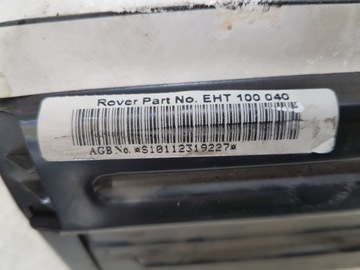 Rover Part No. EHT 100 040
AGB No. *S10112319227*